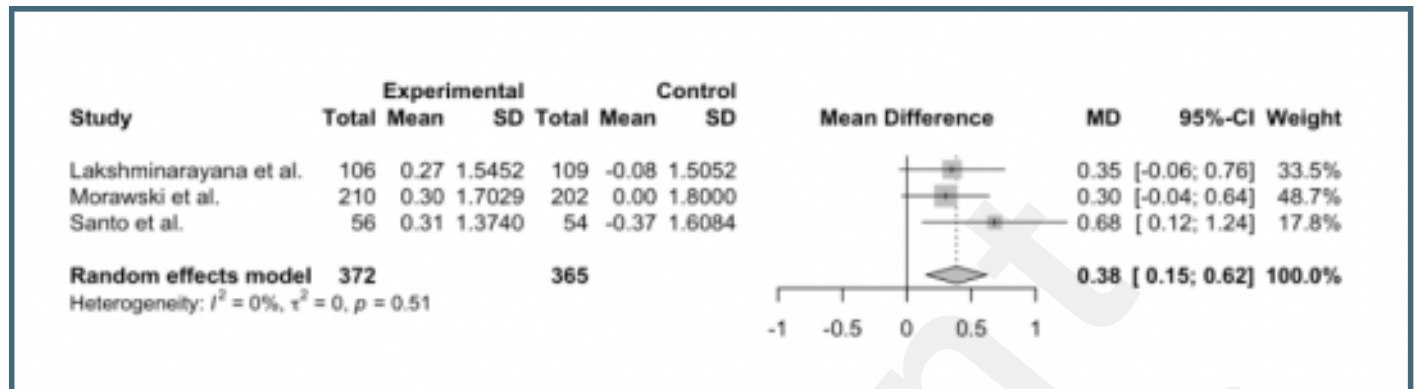 Experimental Control
Study Total Mean SD Total Mean SD Mean Difference MD 95%-CI Weight
Lakshminarayana et al. 106 0.27 1.5452 109 -0.08 1.5052 0.35 [-0.06; 0.76] 33.5%
Morawski et al. 210 0.30 1.7029 202 0.00 1.8000 0.30 [-0.04; 0.64] 48.7%
Santo et al. 56 0.31 1.3740 54 -0.37 1.6084 0.68 [ 0.12; 1.24] 17.8%
Random effects model 372 365 0.38 [ 0.15; 0.62] 100.0%
Heterogeneity: I² = 0%, τ² = 0, p = 0.51
-1 -0.5 0 0.5 1